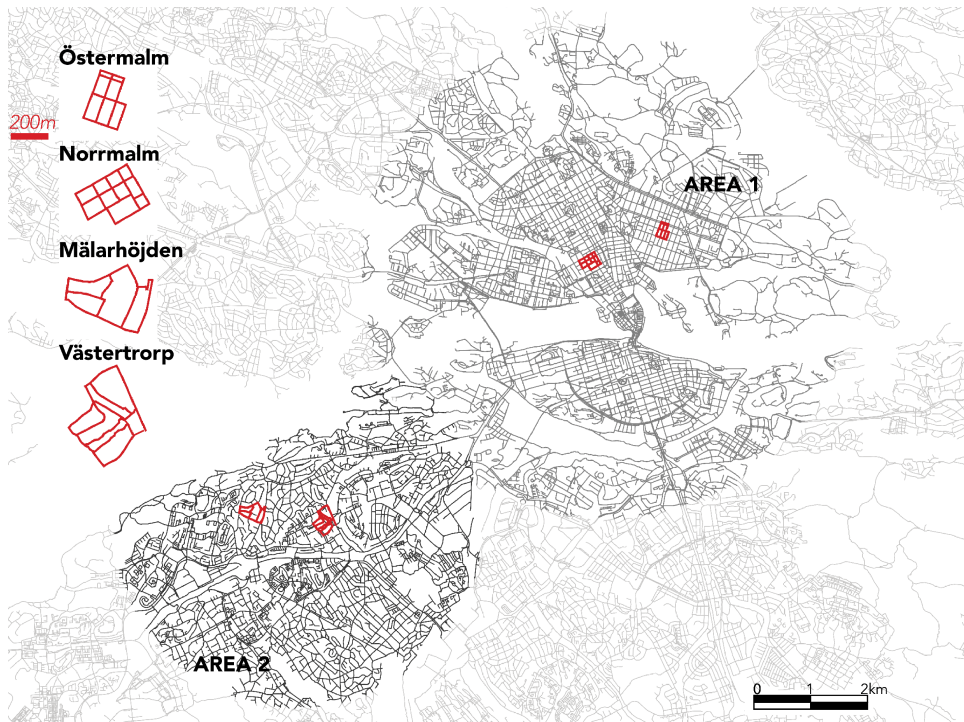 Östermalm
200m
Norrmalm
Mälarhöjden
Västertrorp
AREA 1
AREA 2
0 1 2km